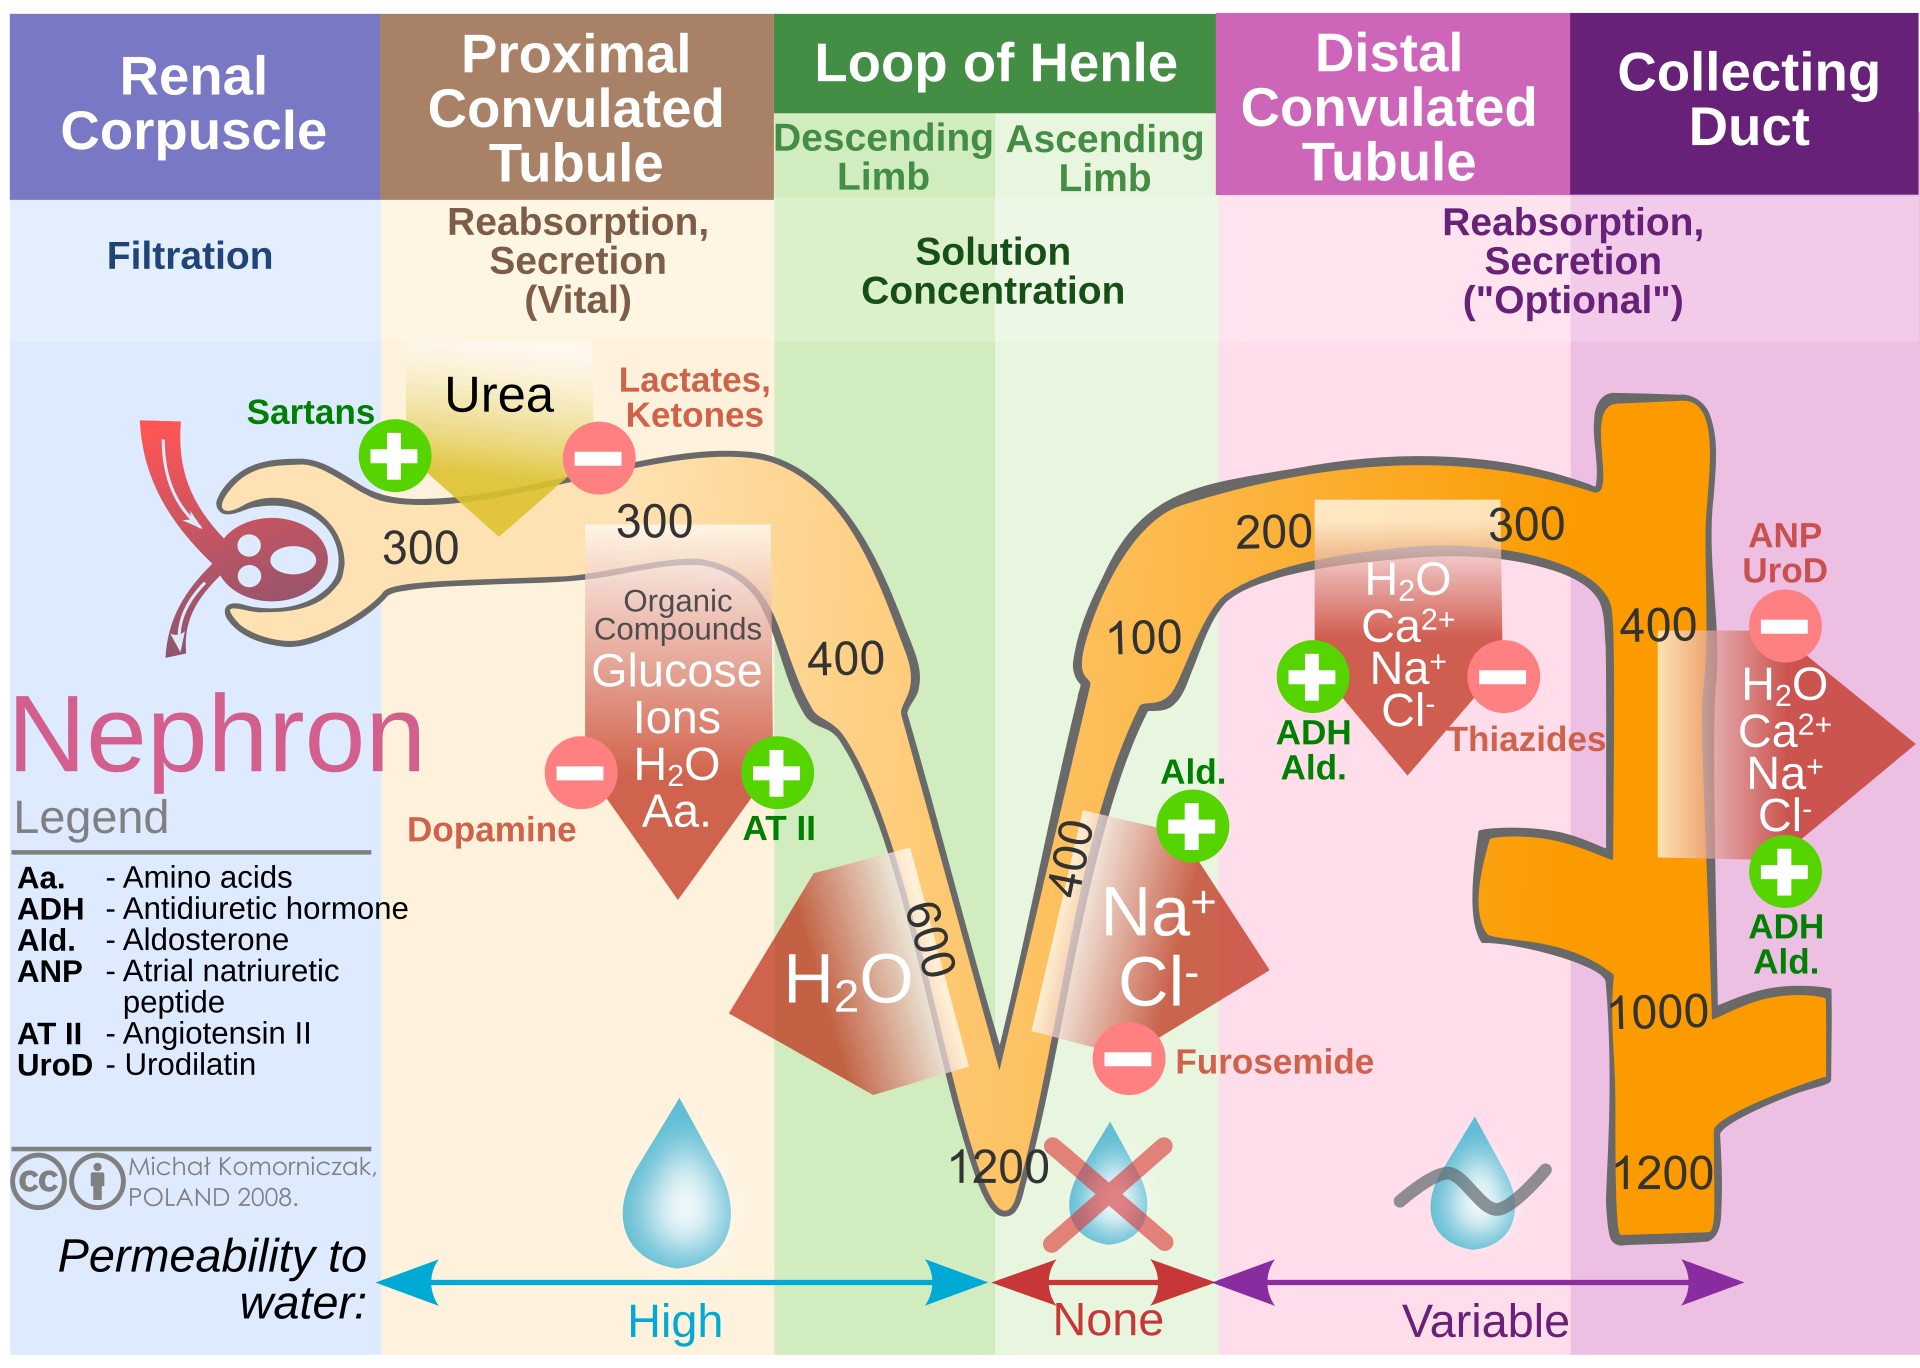 Renal
Corpuscle
Proximal
Convulated
Tubule
Loop of Henle
Descending
Limb
Ascending
Limb
Distal
Convulated
Tubule
Collecting
Duct
Filtration
Reabsorption,
Secretion
(Vital)
Solution
Concentration
Reabsorption,
Secretion
("Optional")
Sartans
Urea
Lactates,
Ketones
300
300
Organic
Compounds
Glucose
Ions
H₂O
Aa.
Dopamine
AT II
400
600
H₂O
1200
400
100
Ald.
Na⁺
Cl⁻
Furosemide
200
300
H₂O
Ca²⁺
Na⁺
Cl⁻
ADH
Ald.
Thiazides
400
ANP
UroD
H₂O
Ca²⁺
Na⁺
Cl⁻
ADH
Ald.
1000
1200
Nephron
Legend
Aa. - Amino acids
ADH - Antidiuretic hormone
Ald. - Aldosterone
ANP - Atrial natriuretic
peptide
AT II - Angiotensin II
UroD - Urodilatin
cc
Michał Komorniczak,
POLAND 2008.
Permeability to
water:
High
None
Variable